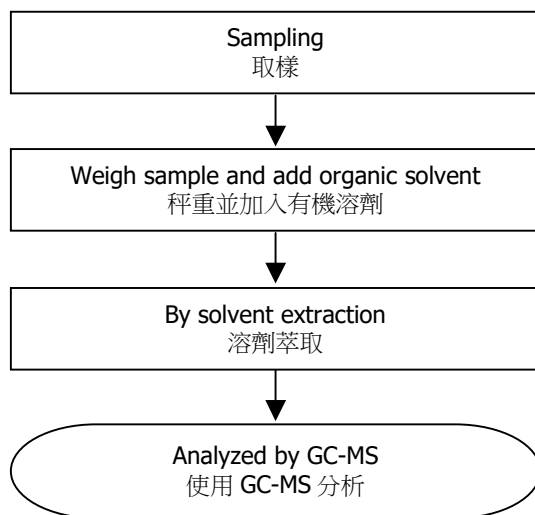 Sampling
取樣
Weigh sample and add organic solvent
秤重並加入有機溶劑
By solvent extraction
溶劑萃取
Analyzed by GC-MS
使用 GC-MS 分析